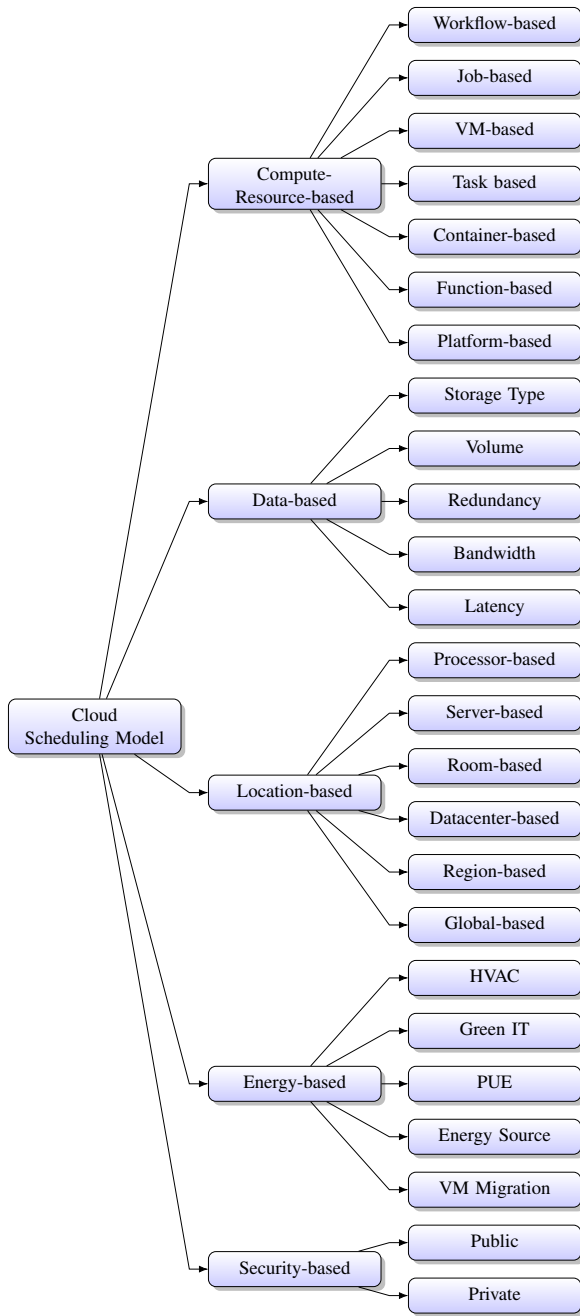 Workflow-based
Job-based
VM-based
Compute-
Resource-based
Task based
Container-based
Function-based
Platform-based
Storage Type
Volume
Data-based
Redundancy
Bandwidth
Latency
Processor-based
Cloud
Scheduling Model
Server-based
Room-based
Location-based
Datacenter-based
Region-based
Global-based
HVAC
Green IT
Energy-based
PUE
Energy Source
VM Migration
Public
Security-based
Private